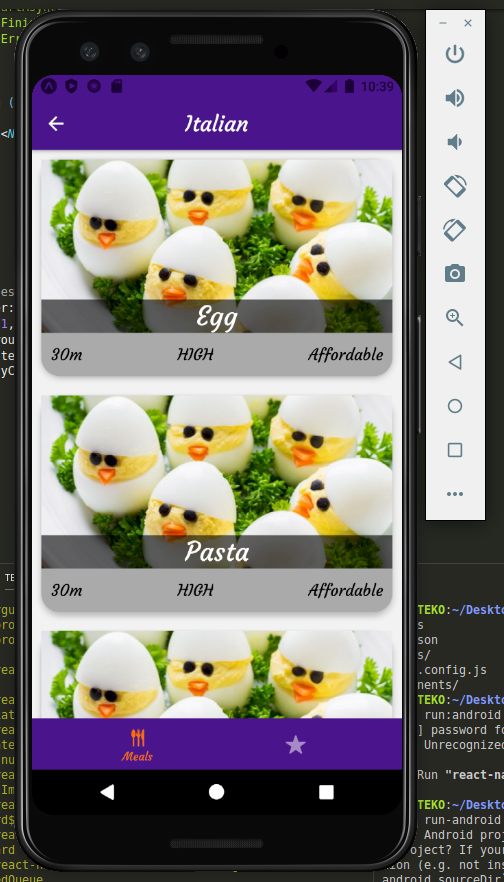 10:39
Italian
Egg
30m HIGH Affordable
Pasta
30m HIGH Affordable
Meals
TEKO:~/Deskto
s
son
s/
.config.js
nents/
TEKO:~/Deskto
run:android
] password fo
Unrecognized
Run "react-na
TEKO:~/Deskto
run-android
Android proj
oject? If your
(e.g. not ins
android.sourceDir